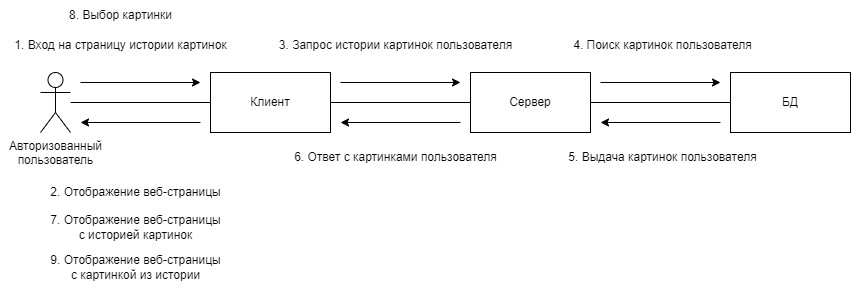 8. Выбор картинки
1. Вход на страницу истории картинок
3. Запрос истории картинок пользователя
4. Поиск картинок пользователя
Клиент
Сервер
БД
Авторизованный
пользователь
6. Ответ с картинками пользователя
5. Выдача картинок пользователя
2. Отображение веб-страницы
7. Отображение веб-страницы
с историей картинок
9. Отображение веб-страницы
с картинкой из истории